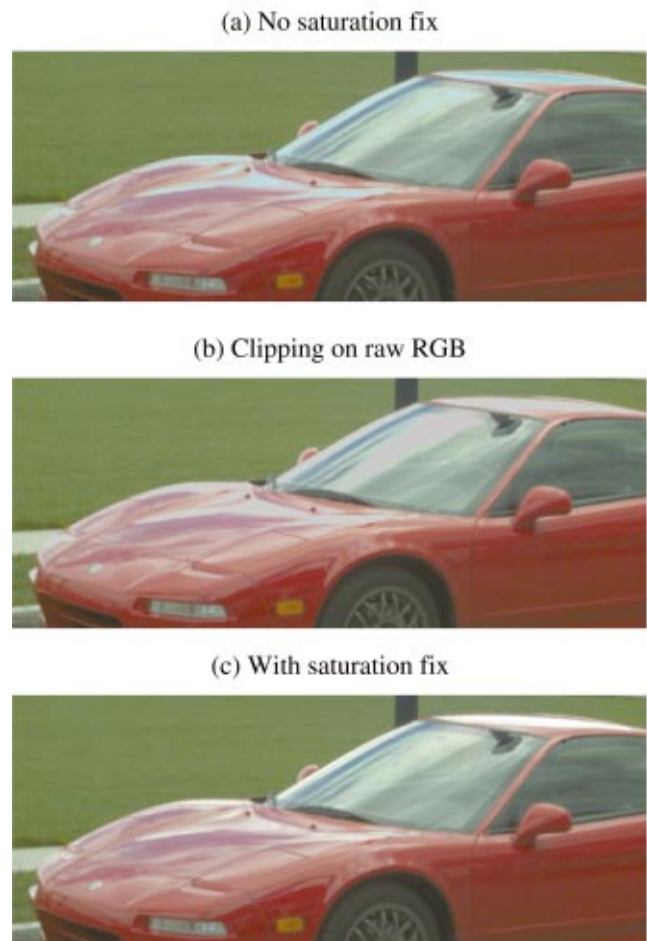 (a) No saturation fix
(b) Clipping on raw RGB
(c) With saturation fix